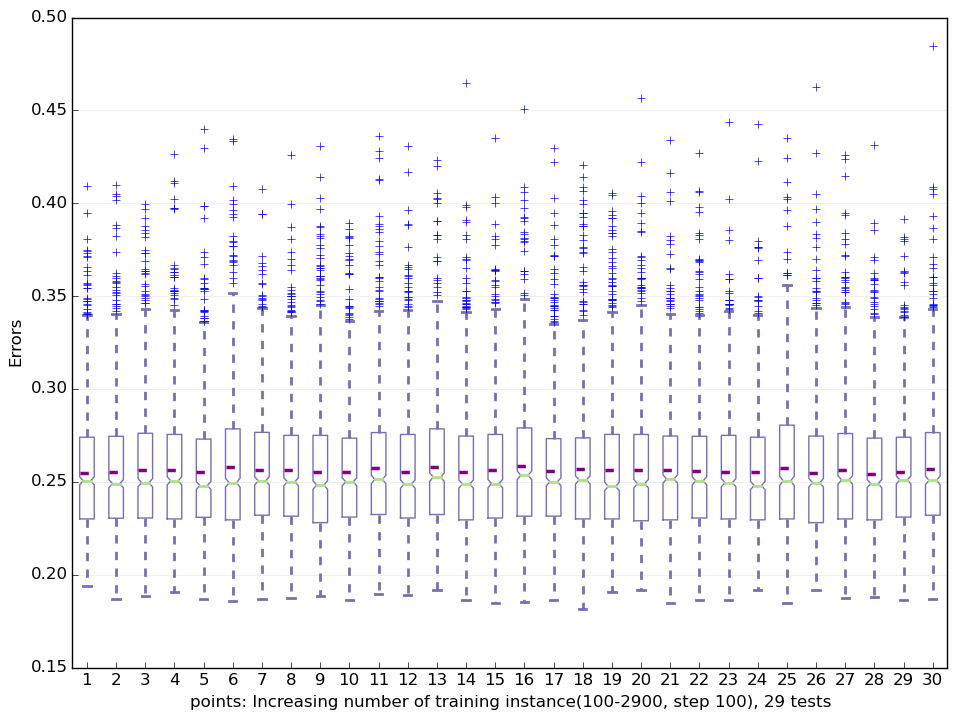 0.50
0.45
0.40
0.35
0.30
0.25
0.20
0.15
Errors
1 2 3 4 5 6 7 8 9 10 11 12 13 14 15 16 17 18 19 20 21 22 23 24 25 26 27 28 29 30
points: Increasing number of training instance(100-2900, step 100), 29 tests